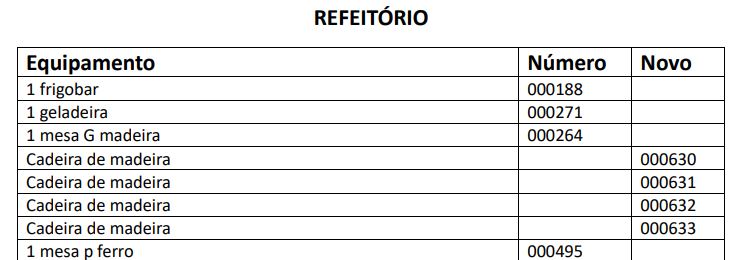 REFEITÓRIO
Equipamento Número Novo
1 frigobar 000188
1 geladeira 000271
1 mesa G madeira 000264
Cadeira de madeira 000630
Cadeira de madeira 000631
Cadeira de madeira 000632
Cadeira de madeira 000633
1 mesa p ferro 000495